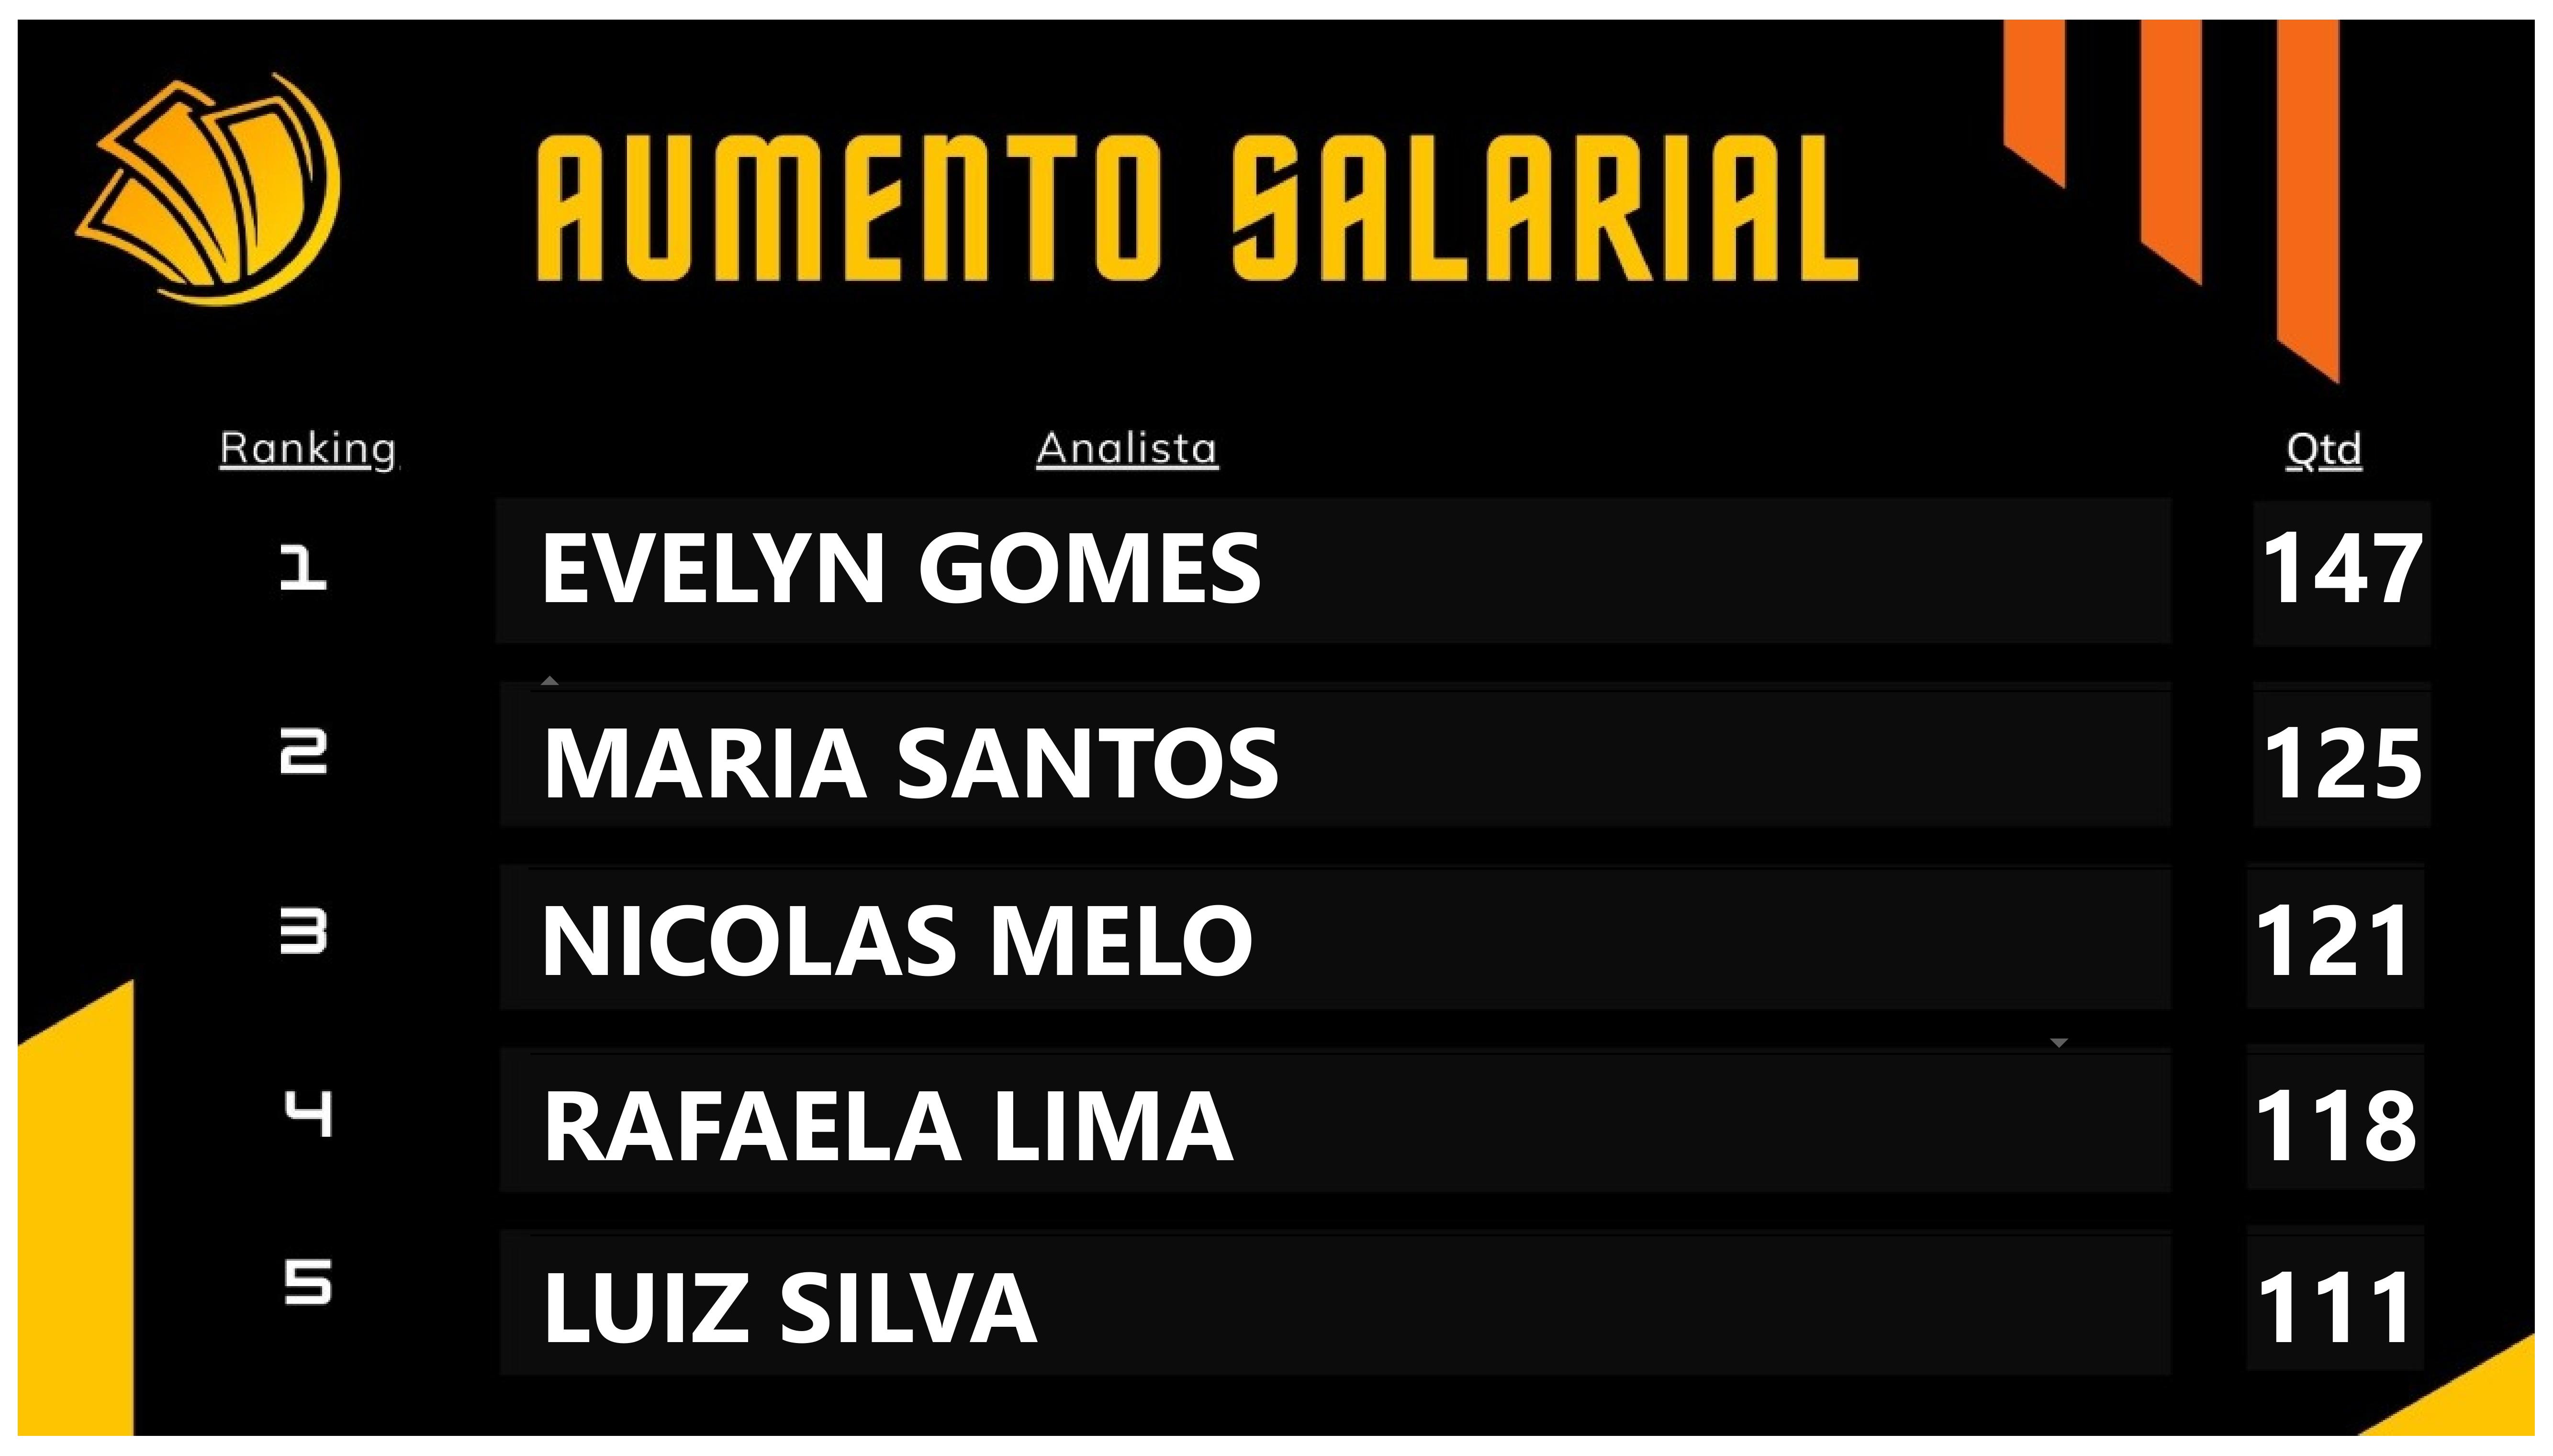 AUMENTO SALARIAL
Ranking Analista Qtd
1 EVELYN GOMES 147
2 MARIA SANTOS 125
3 NICOLAS MELO 121
4 RAFAELA LIMA 118
5 LUIZ SILVA 111